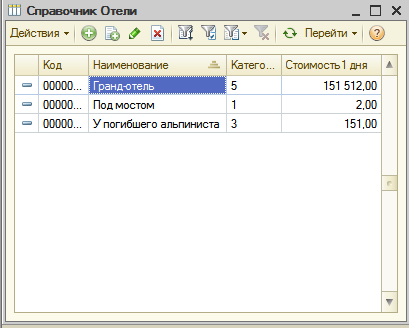 Справочник Отели
Действия Перейти
Код Наименование Катего... Стоимость 1 дня
00000... Гранд-отель 5 151 512,00
00000... Под мостом 1 2,00
00000... У погибшего альпиниста 3 151,00